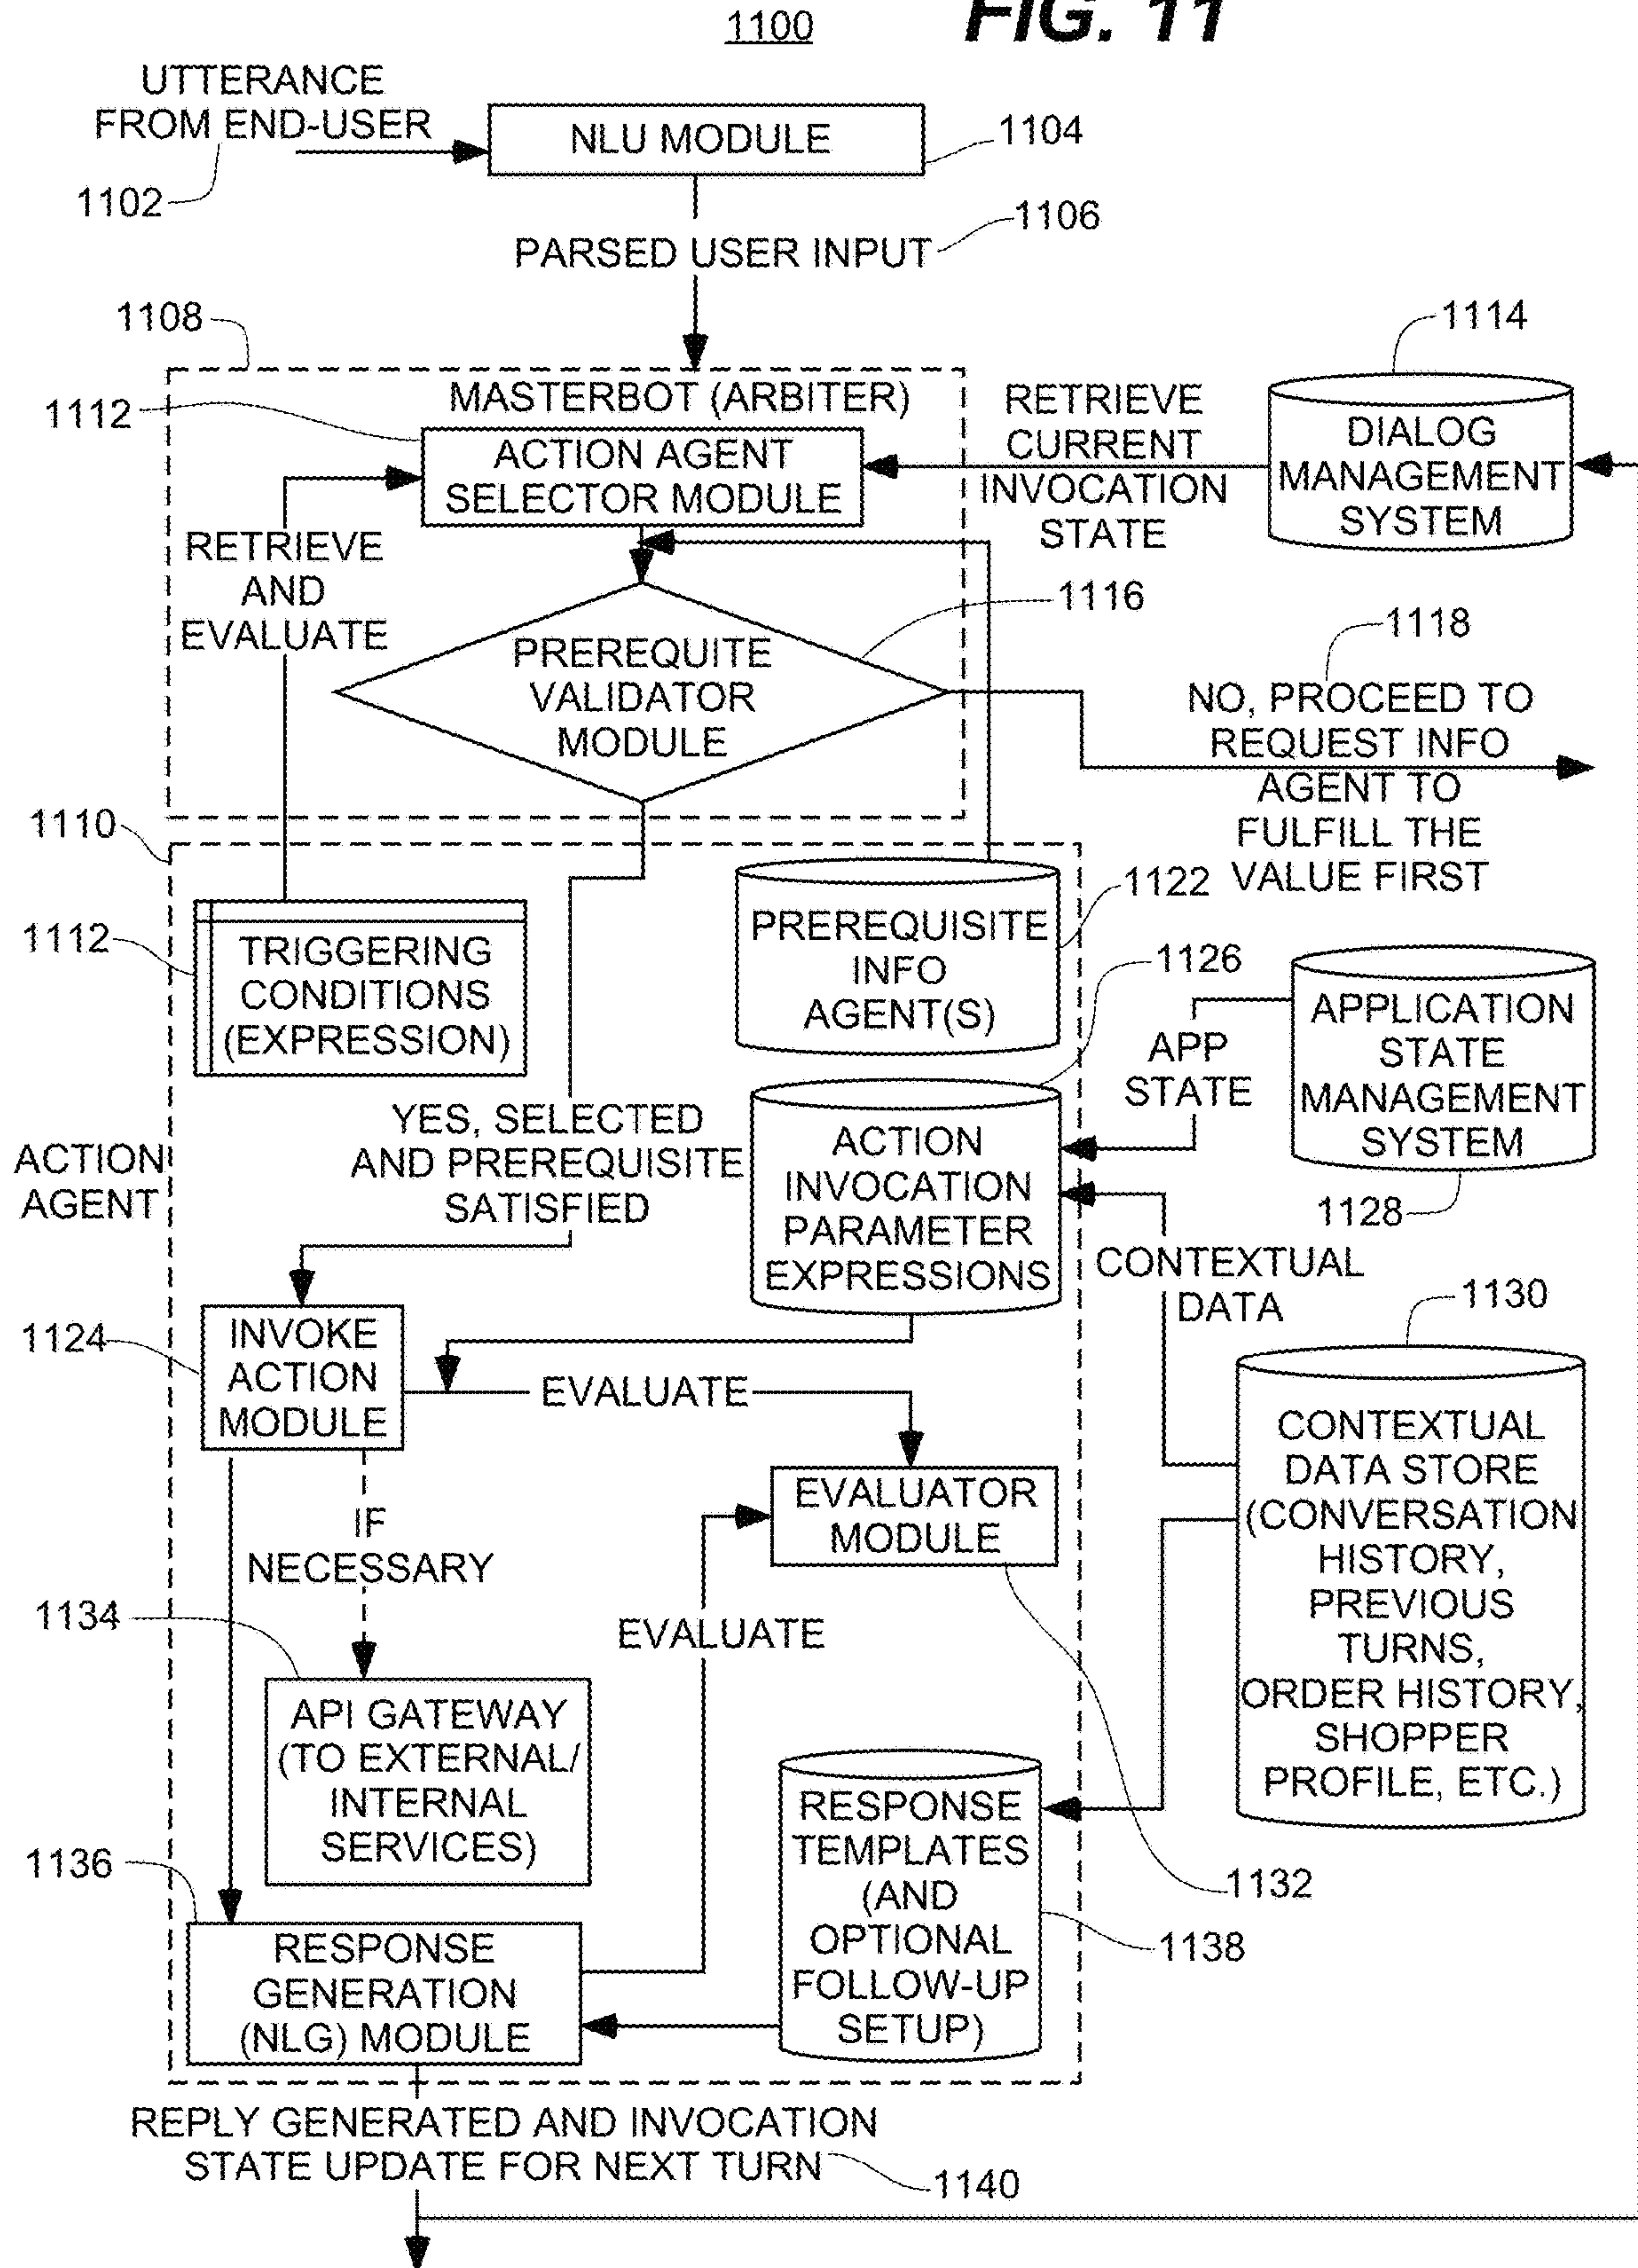 1100
FIG. 11
UTTERANCE
FROM END-USER
1102
NLU MODULE
1104
1106
PARSED USER INPUT
1108
1114
MASTERBOT (ARBITER)
1112
ACTION AGENT
SELECTOR MODULE
RETRIEVE
CURRENT
INVOCATION
STATE
DIALOG
MANAGEMENT
SYSTEM
RETRIEVE
AND
EVALUATE
1116
PREREQUITE
VALIDATOR
MODULE
1118
NO, PROCEED TO
REQUEST INFO
AGENT TO
FULFILL THE
VALUE FIRST
1110
1112
TRIGGERING
CONDITIONS
(EXPRESSION)
PREREQUISITE
INFO
AGENT(S)
1122
1126
APPLICATION
STATE
MANAGEMENT
SYSTEM
1128
APP
STATE
ACTION
AGENT
YES, SELECTED
AND PREREQUISITE
SATISFIED
ACTION
INVOCATION
PARAMETER
EXPRESSIONS
CONTEXTUAL
DATA
1130
1124
INVOKE
ACTION
MODULE
EVALUATE
CONTEXTUAL
DATA STORE
(CONVERSATION
HISTORY,
PREVIOUS
TURNS,
ORDER HISTORY,
SHOPPER
PROFILE, ETC.)
EVALUATOR
MODULE
IF
NECESSARY
1134
EVALUATE
API GATEWAY
(TO EXTERNAL/
INTERNAL
SERVICES)
RESPONSE
TEMPLATES
(AND
OPTIONAL
FOLLOW-UP
SETUP)
1132
1138
1136
RESPONSE
GENERATION
(NLG) MODULE
REPLY GENERATED AND INVOCATION
STATE UPDATE FOR NEXT TURN
1140